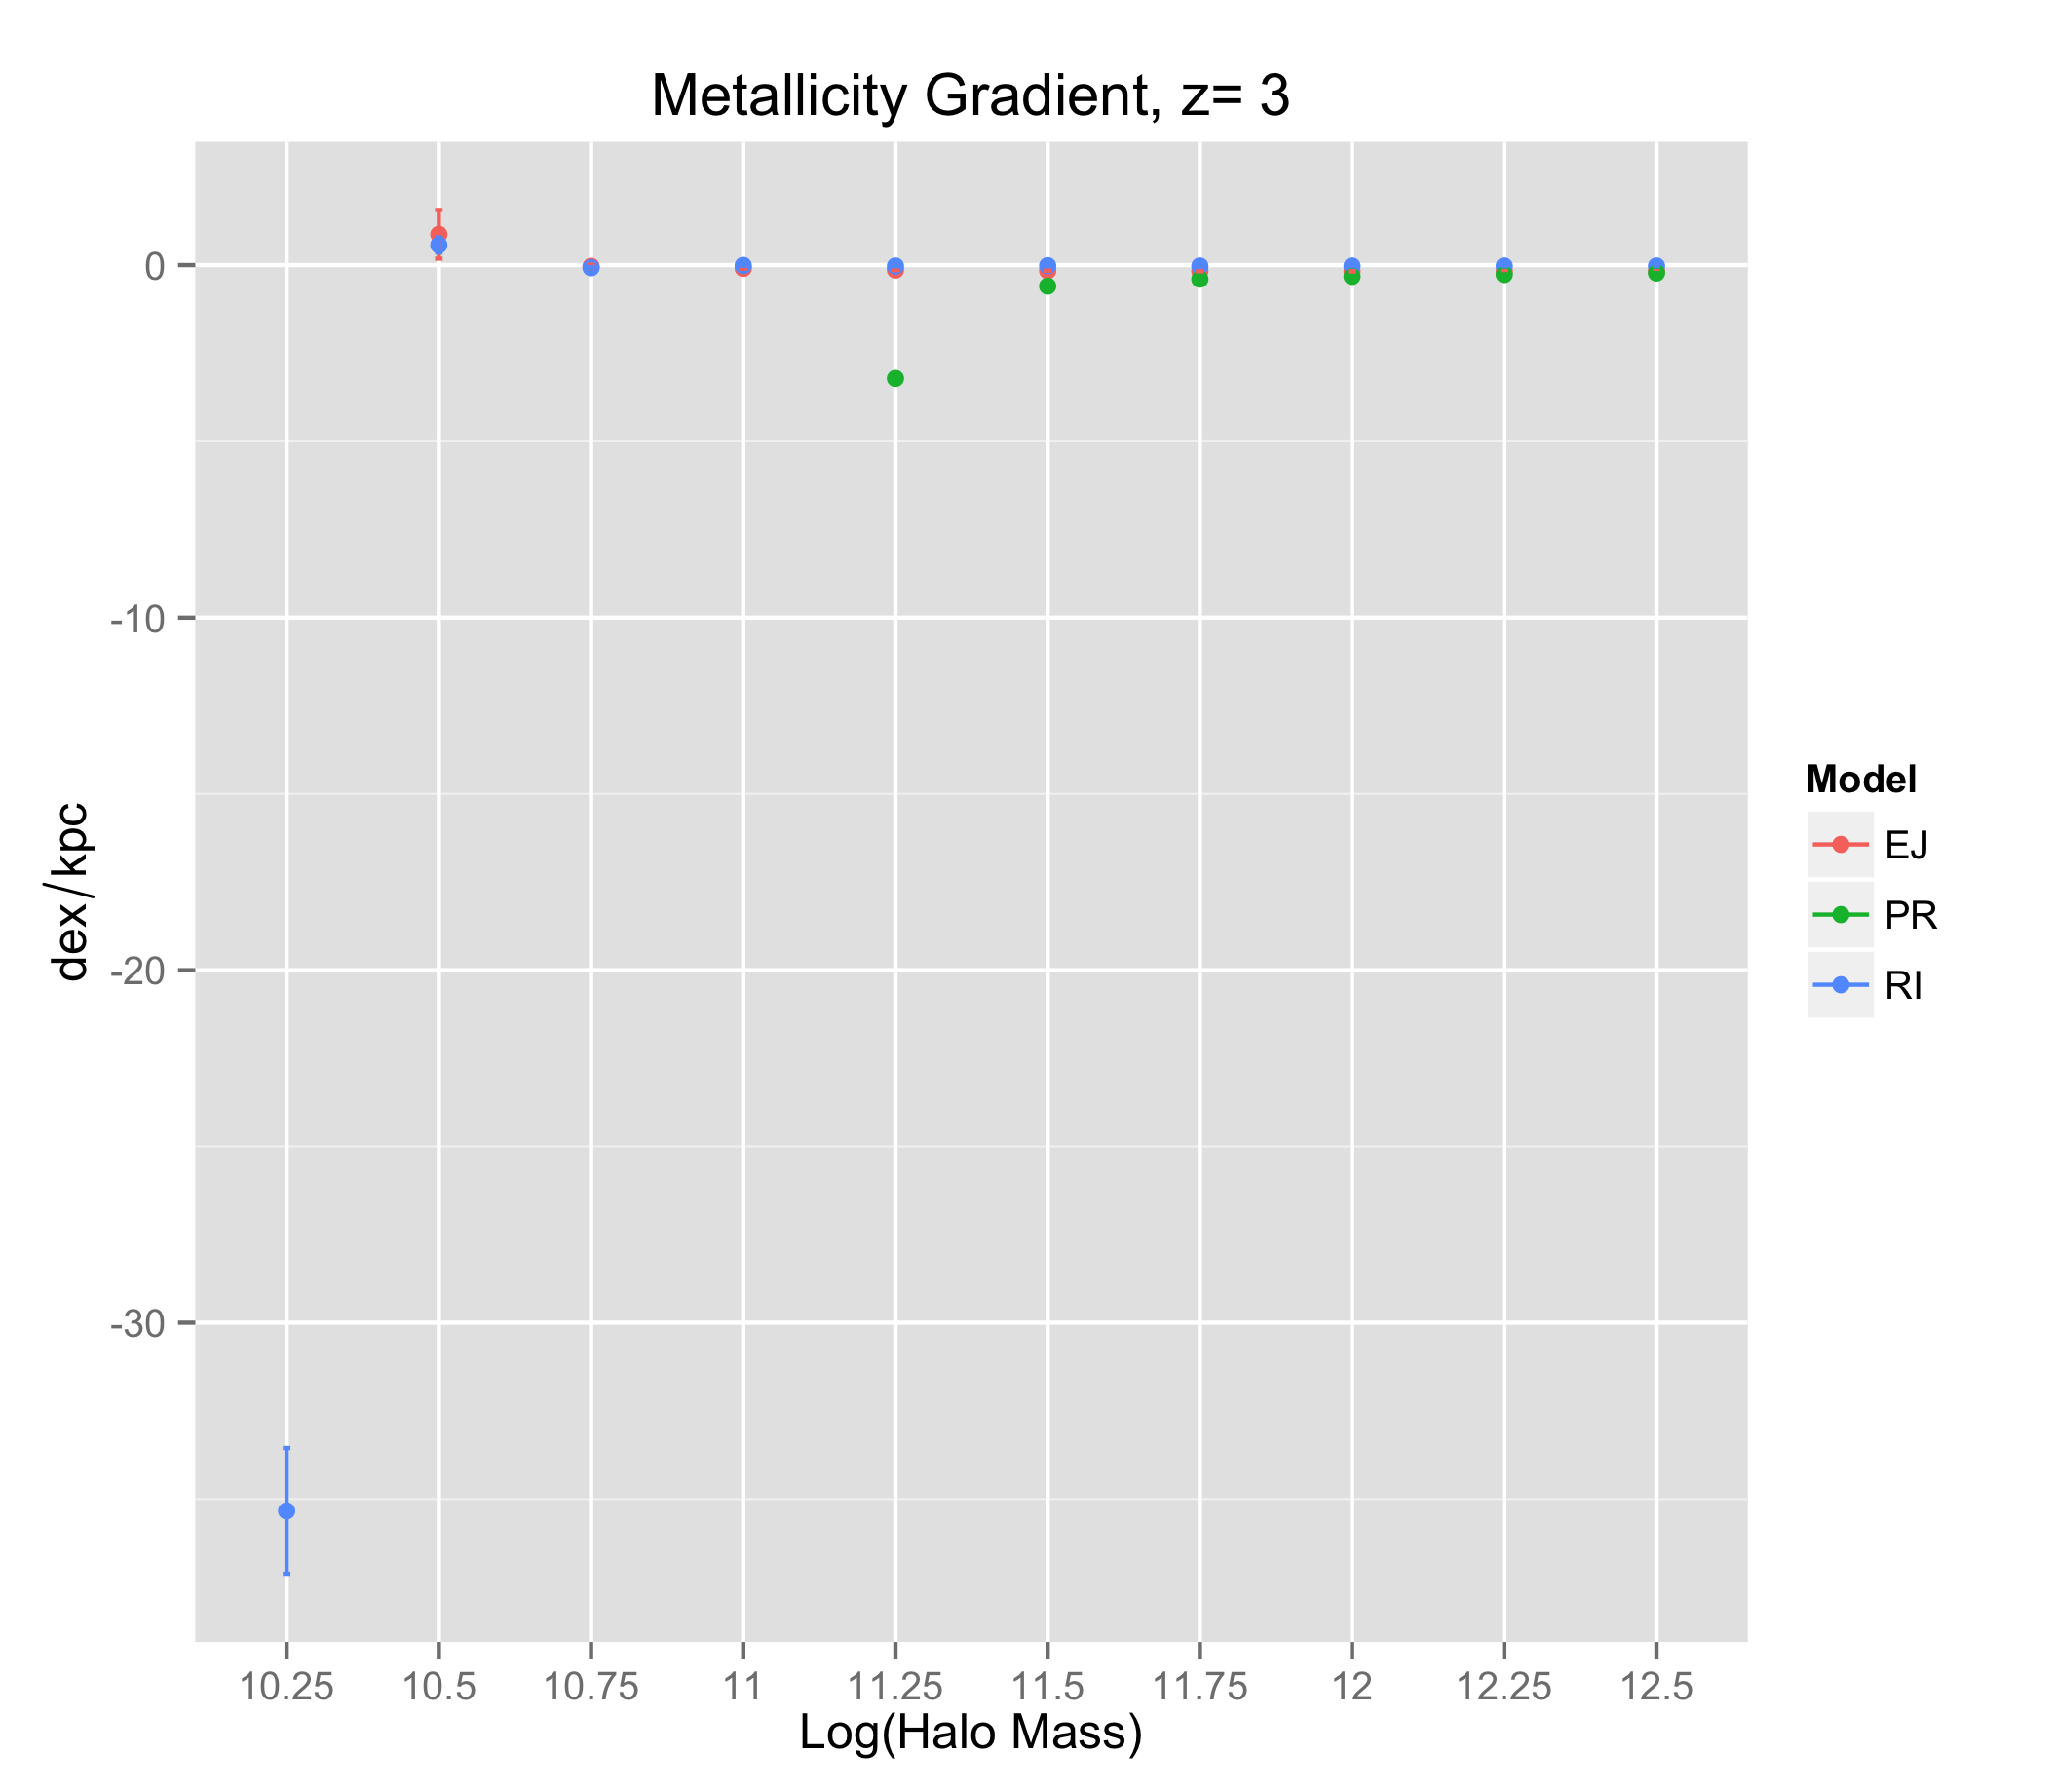 Metallicity Gradient, z= 3
dex/kpc
0
-10
-20
-30
10.25 10.5 10.75 11 11.25 11.5 11.75 12 12.25 12.5
Log(Halo Mass)
Model
EJ
PR
RI